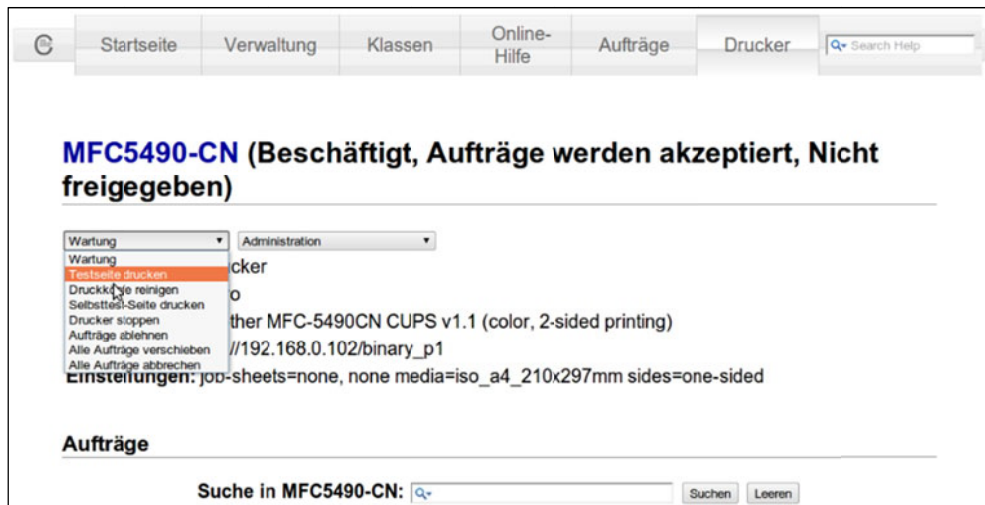 Startseite Verwaltung Klassen Online-Hilfe Aufträge Drucker Search Help
MFC5490-CN (Beschäftigt, Aufträge werden akzeptiert, Nicht
freigegeben)
Wartung Administration
Wartung
Testseite drucken
Druckköpfe reinigen
Selbsttest-Seite drucken
Drucker stoppen
Aufträge ablehnen
Alle Aufträge verschieben
Alle Aufträge abbrechen
cker
o
ther MFC-5490CN CUPS v1.1 (color, 2-sided printing)
//192.168.0.102/binary_p1
Einstellungen: job-sheets=none, none media=iso_a4_210x297mm sides=one-sided
Aufträge
Suche in MFC5490-CN: Suchen Leeren